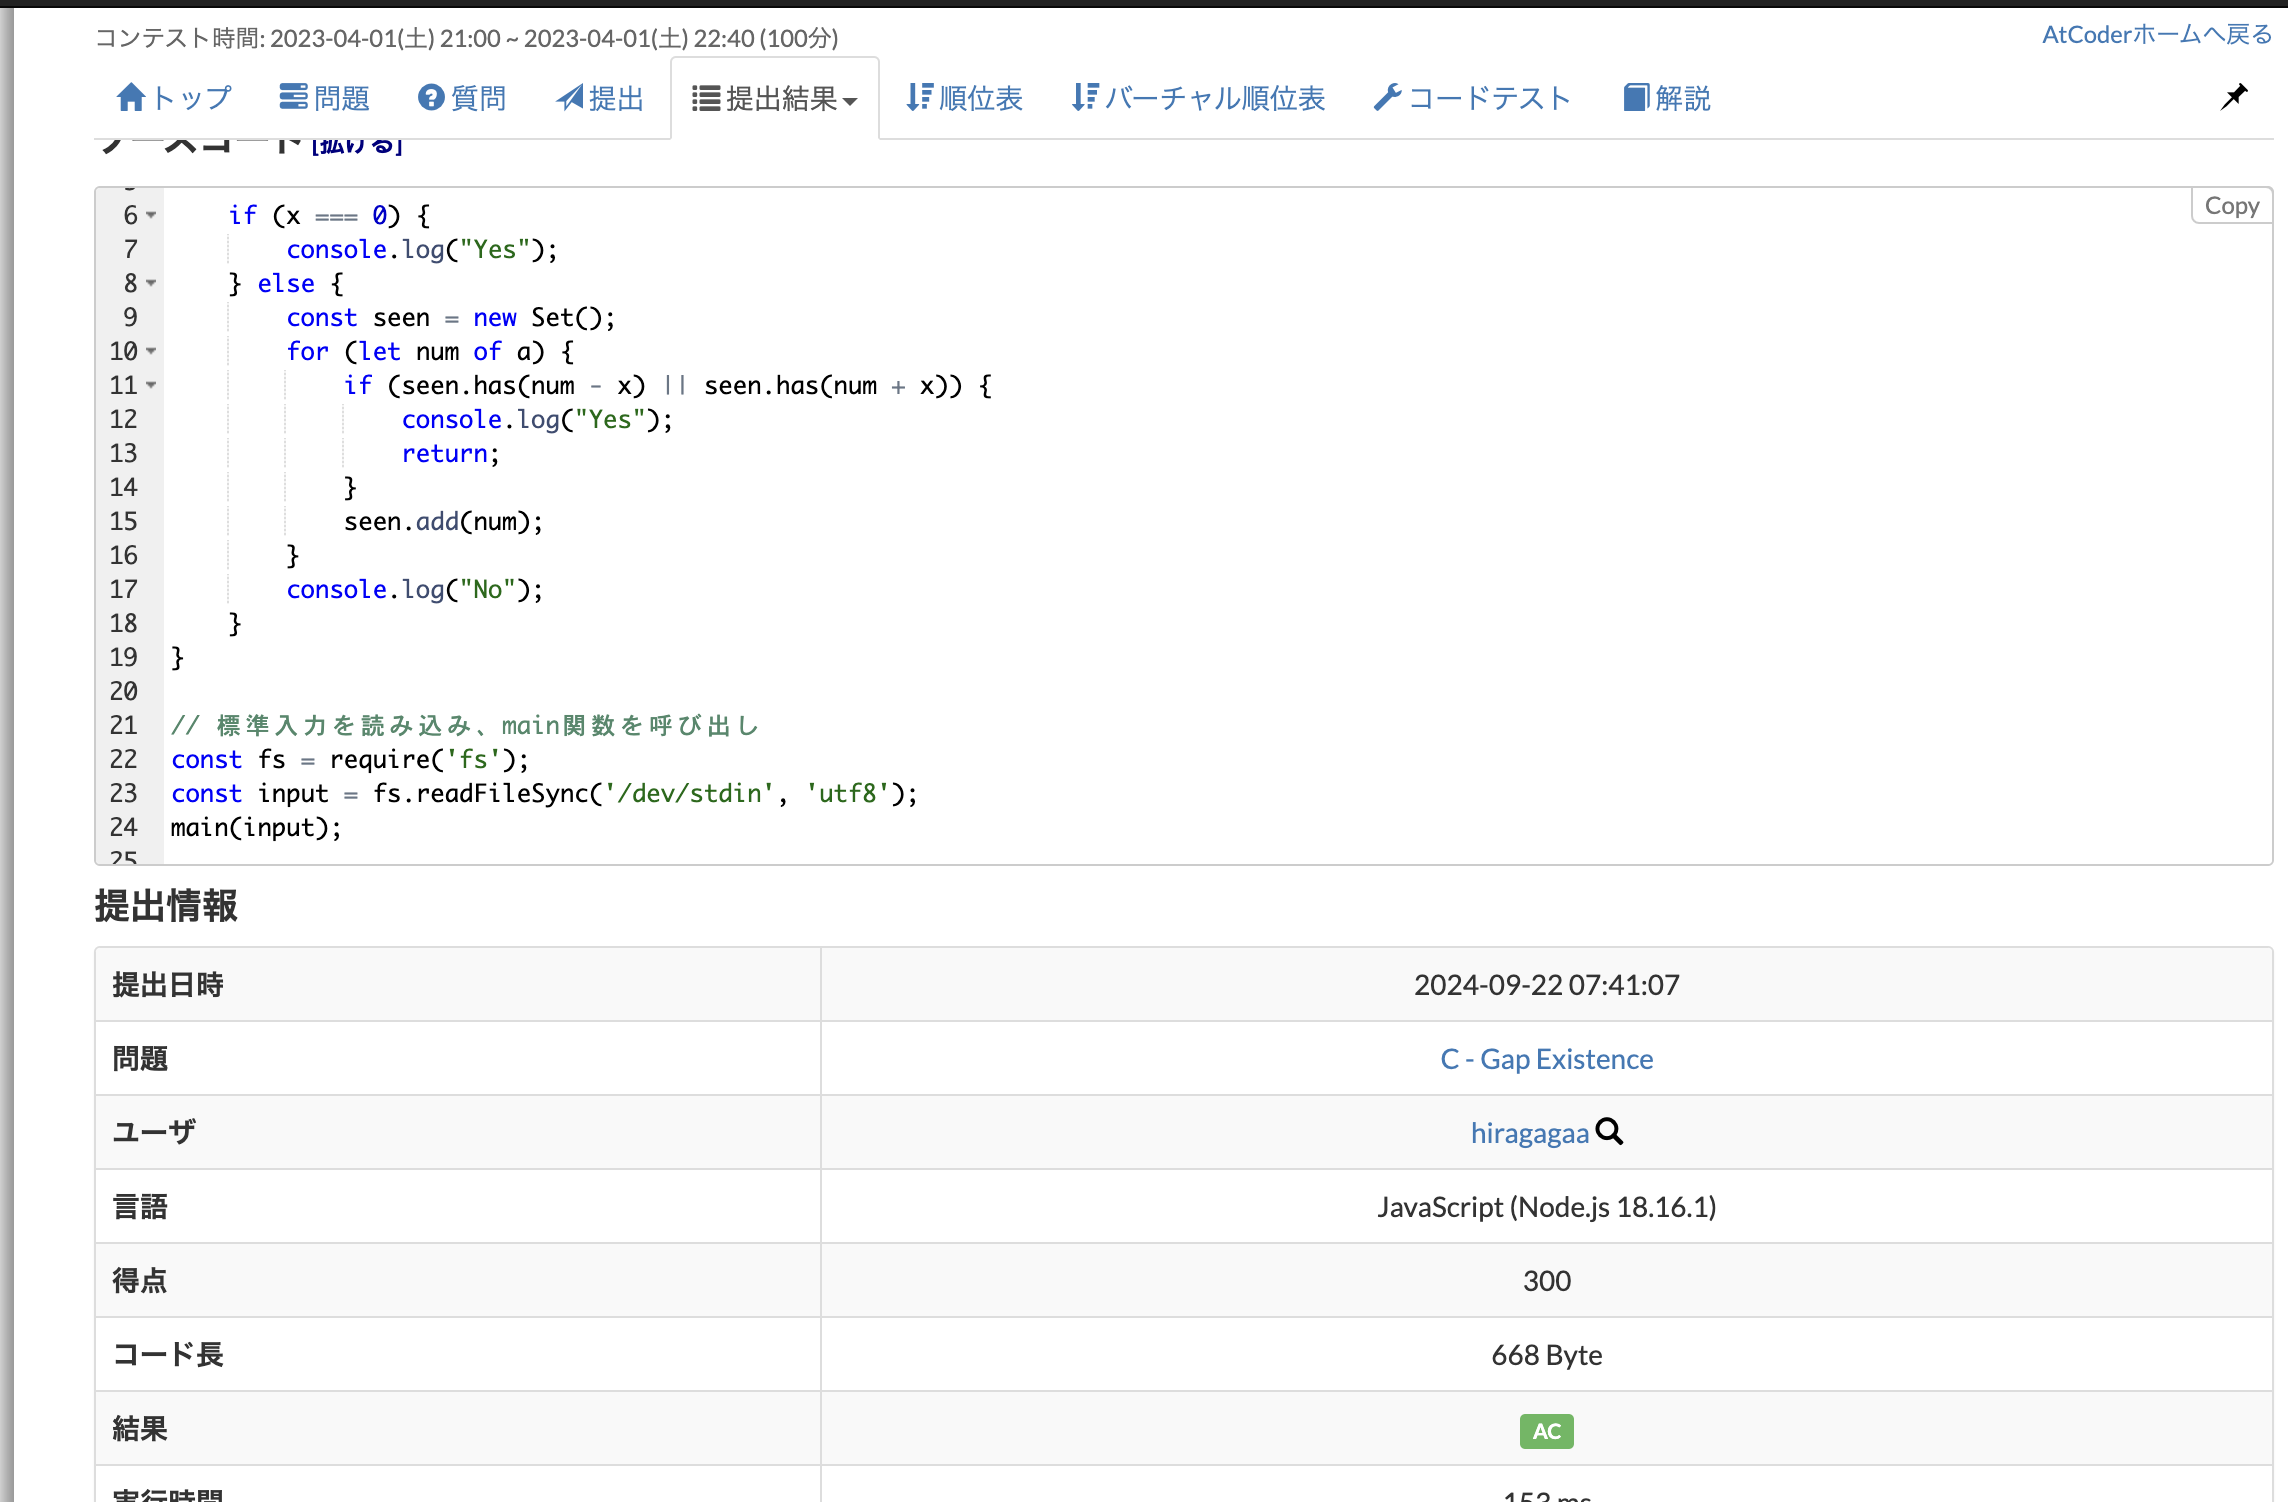 コンテスト時間: 2023-04-01(土) 21:00 ~ 2023-04-01(土) 22:40 (100分)
AtCoderホームへ戻る
トップ 問題 質問 提出 提出結果 順位表 バーチャル順位表 コードテスト 解説
ソースコード [拡げる]
Copy
6 if (x === 0) {
7 console.log("Yes");
8 } else {
9 const seen = new Set();
10 for (let num of a) {
11 if (seen.has(num - x) || seen.has(num + x)) {
12 console.log("Yes");
13 return;
14 }
15 seen.add(num);
16 }
17 console.log("No");
18 }
19 }
20
21 // 標準入力を読み込み、main関数を呼び出し
22 const fs = require('fs');
23 const input = fs.readFileSync('/dev/stdin', 'utf8');
24 main(input);
25
提出情報
提出日時 2024-09-22 07:41:07
問題 C - Gap Existence
ユーザ hiragagaa
言語 JavaScript (Node.js 18.16.1)
得点 300
コード長 668 Byte
結果 AC
実行時間 153 ms